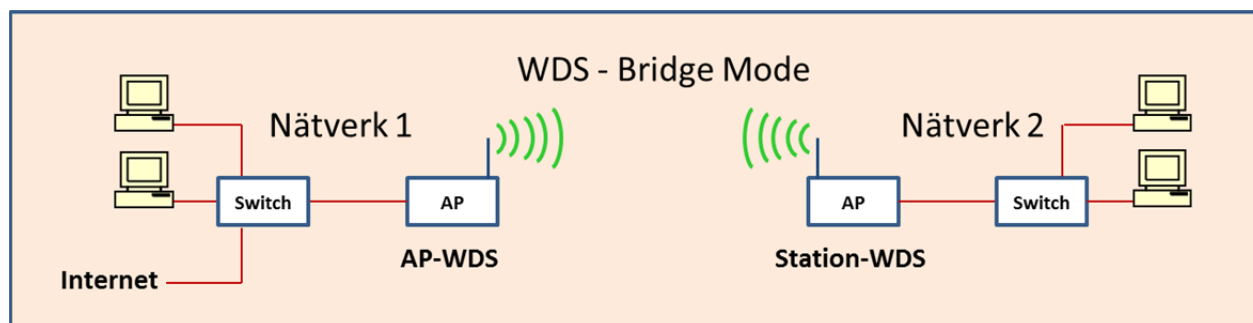 WDS - Bridge Mode
Nätverk 1
Nätverk 2
Switch
AP
AP
Switch
AP-WDS
Station-WDS
Internet